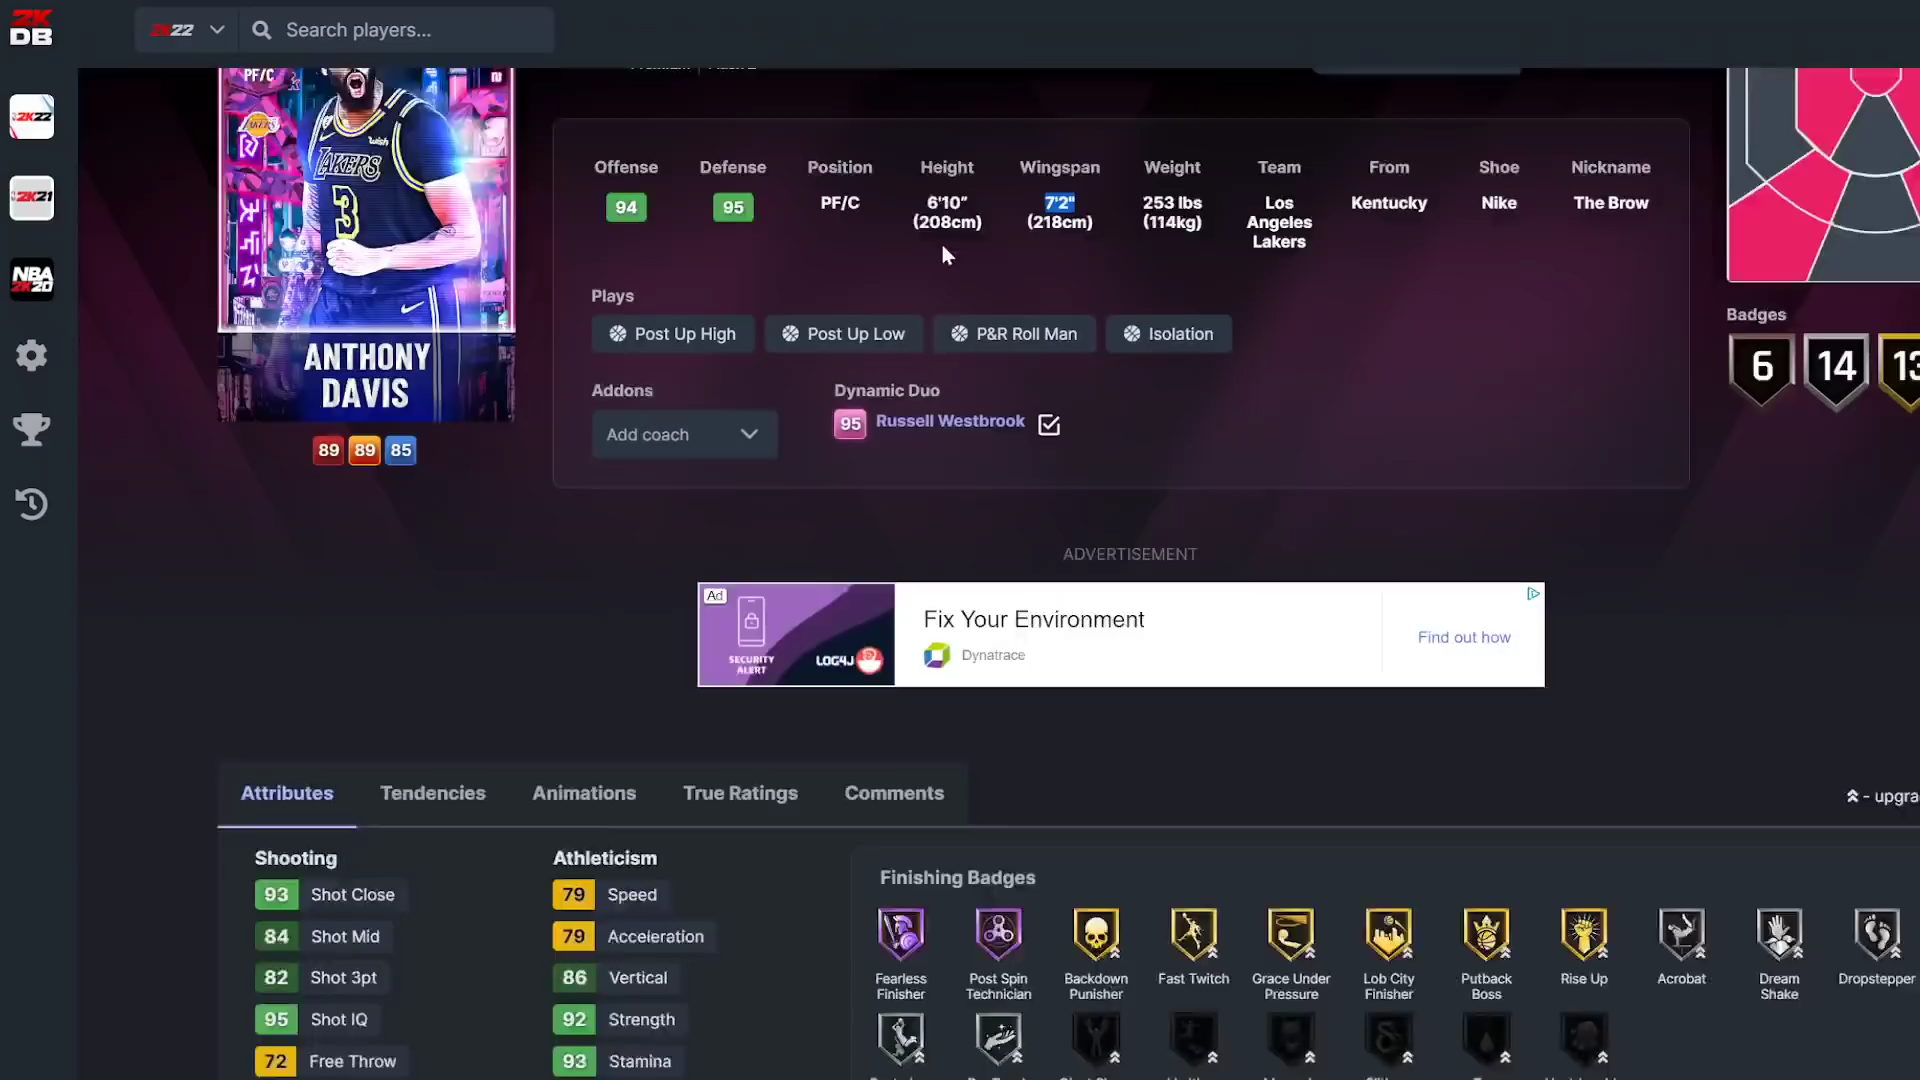 2K
DB
2K22
Search players...
2K22
2K21
NBA
2K20
PF/C
LAKERS
wish
LAKERS
3
ANTHONY
DAVIS
89 89 85
Offense Defense Position Height Wingspan Weight Team From Shoe Nickname
94 95 PF/C 6'10" 7'2" 253 lbs Los Kentucky Nike The Brow
(208cm) (218cm) (114kg) Angeles
Lakers
Plays
Post Up High Post Up Low P&R Roll Man Isolation
Addons Dynamic Duo
Add coach 95 Russell Westbrook
Badges
6 14 13
ADVERTISEMENT
Ad
SECURITY
ALERT
LOG4J
Fix Your Environment
Dynatrace
Find out how
Attributes Tendencies Animations True Ratings Comments
- upgra
Shooting
93 Shot Close
84 Shot Mid
82 Shot 3pt
95 Shot IQ
72 Free Throw
Athleticism
79 Speed
79 Acceleration
86 Vertical
92 Strength
93 Stamina
Finishing Badges
Fearless Post Spin Backdown Fast Twitch Grace Under Lob City Putback Rise Up Acrobat Dream Dropstepper
Finisher Technician Punisher Pressure Finisher Boss Shake